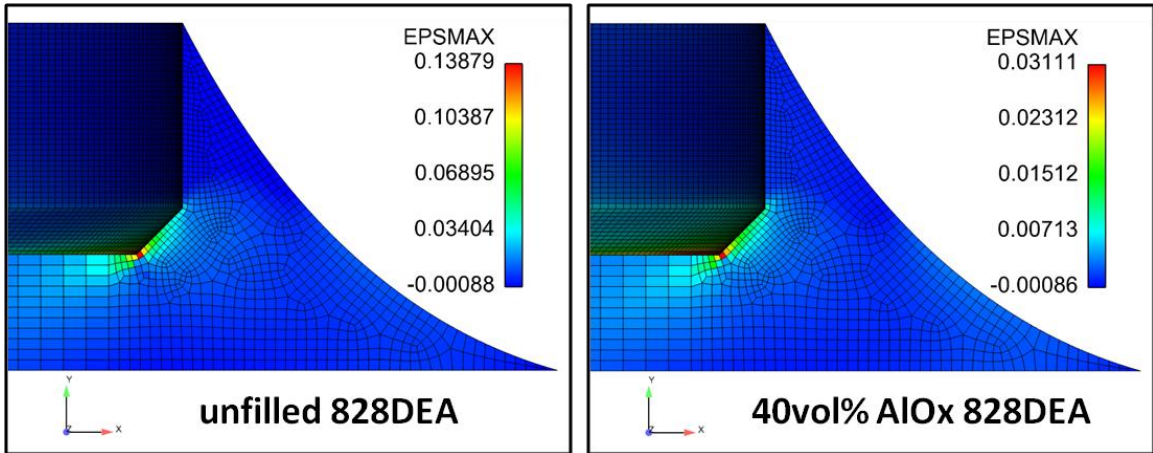 EPSMAX
0.13879
0.10387
0.06895
0.03404
-0.00088
Y
Z
X
unfilled 828DEA
EPSMAX
0.03111
0.02312
0.01512
0.00713
-0.00086
Y
Z
X
40vol% AlOx 828DEA